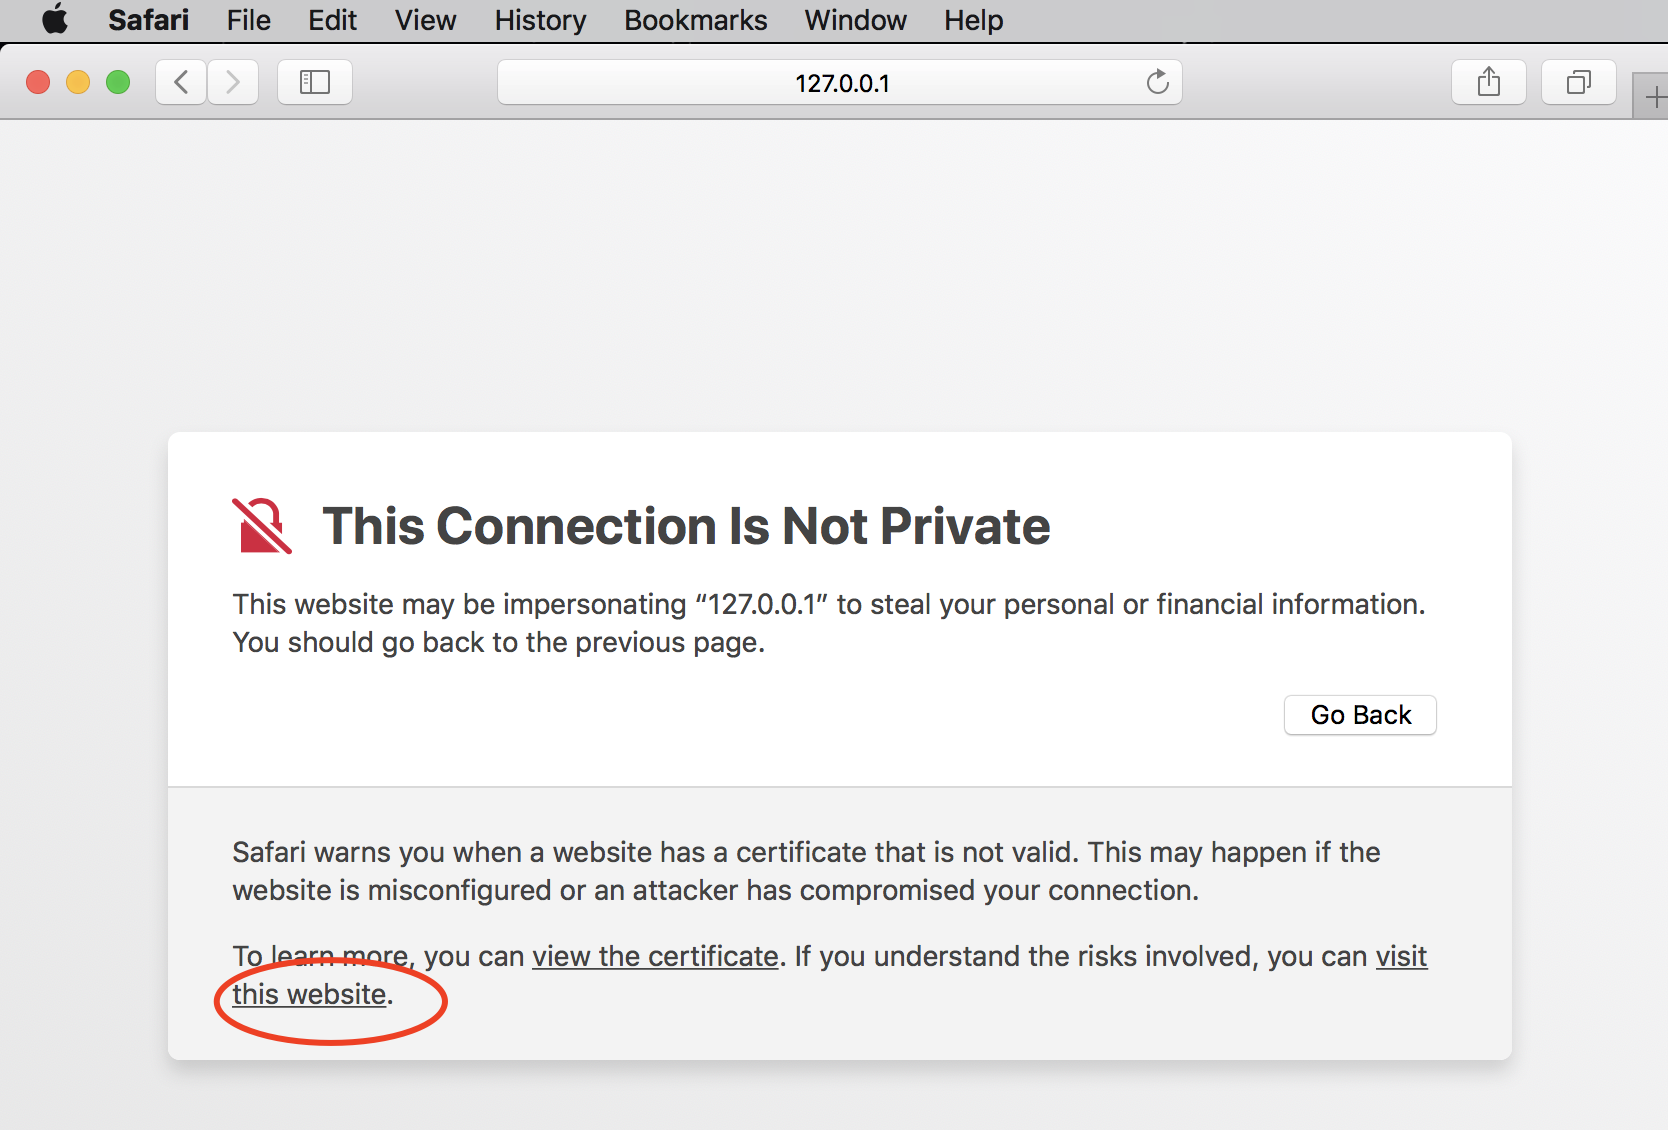 Safari File Edit View History Bookmarks Window Help
127.0.0.1
This Connection Is Not Private
This website may be impersonating “127.0.0.1” to steal your personal or financial information.
You should go back to the previous page.
Go Back
Safari warns you when a website has a certificate that is not valid. This may happen if the
website is misconfigured or an attacker has compromised your connection.
To learn more, you can view the certificate. If you understand the risks involved, you can visit
this website.